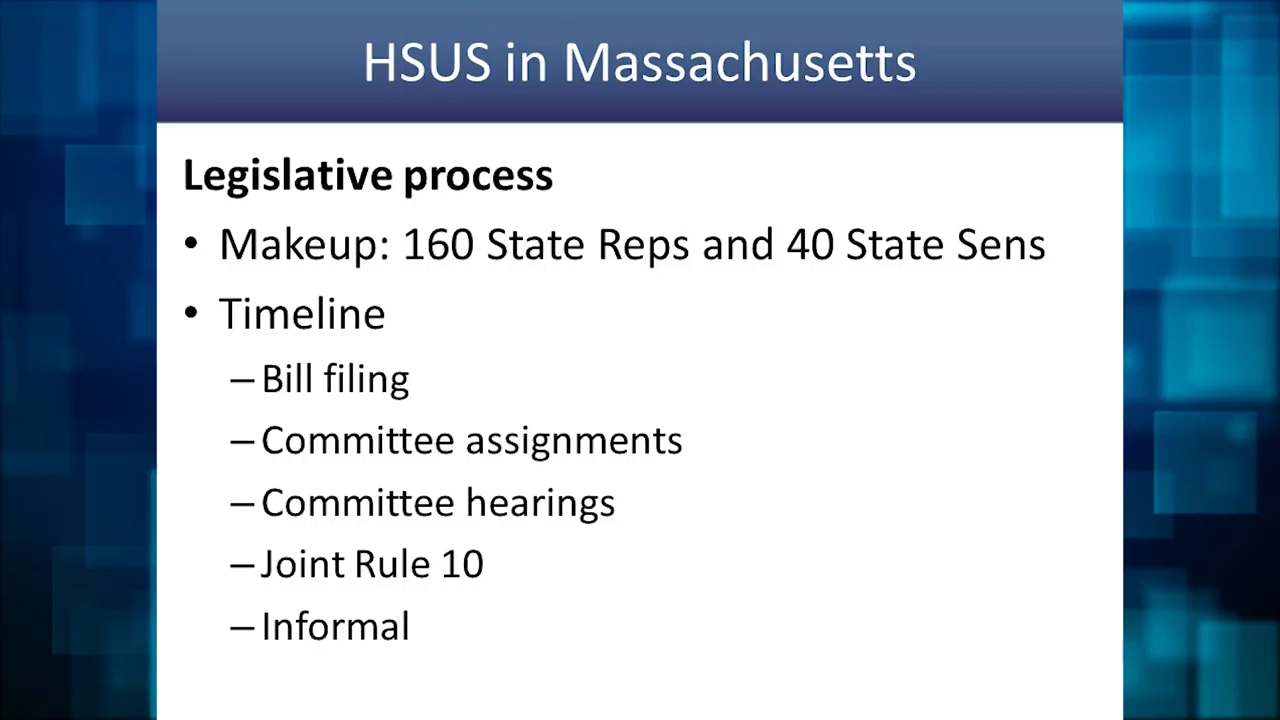 HSUS in Massachusetts
Legislative process
• Makeup: 160 State Reps and 40 State Sens
• Timeline
– Bill filing
– Committee assignments
– Committee hearings
– Joint Rule 10
– Informal